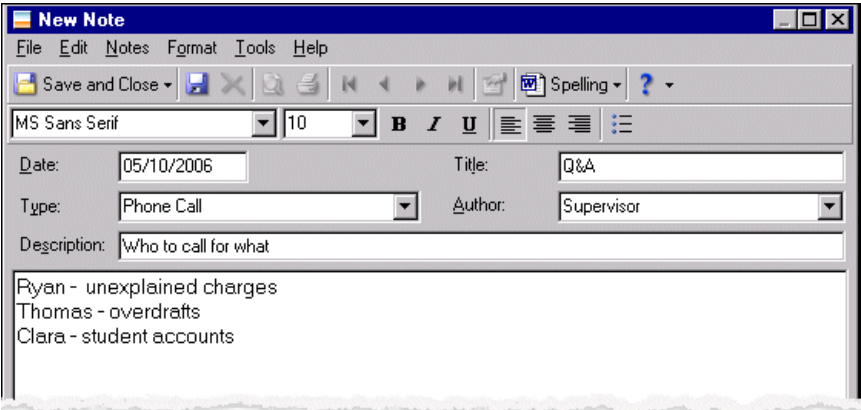 New Note
File Edit Notes Format Tools Help
Save and Close Spelling ?
MS Sans Serif 10 B I U
Date: 05/10/2006 Title: Q&A
Type: Phone Call Author: Supervisor
Description: Who to call for what
Ryan - unexplained charges
Thomas - overdrafts
Clara - student accounts